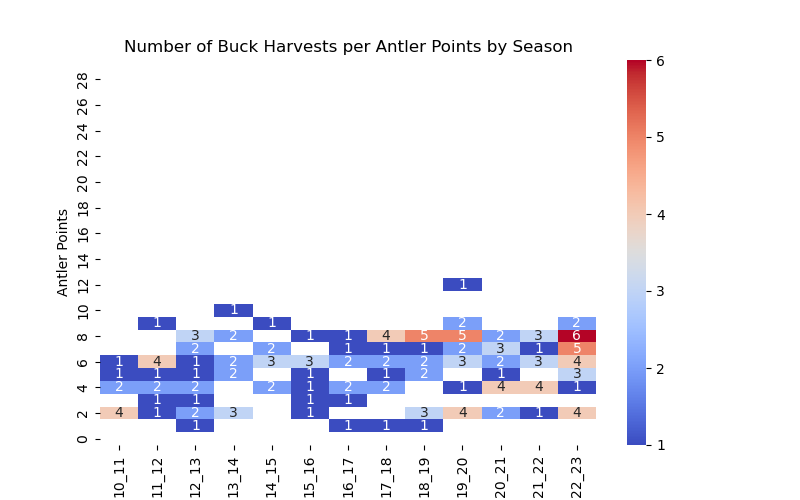 Number of Buck Harvests per Antler Points by Season
Antler Points
28
26
24
22
20
18
16
14
12 1
10 1
1 1 2 2
8 3 2 1 1 4 5 5 2 3 6
2 2 1 1 1 2 3 1 5
6 1 4 1 2 3 3 2 2 2 3 2 3 4
1 1 1 2 1 1 2 1 3
4 2 2 2 2 1 2 2 1 4 4 1
1 1 1 1
2 4 1 2 3 1 3 4 2 1 4
1 1 1 1
0
10_11 11_12 12_13 13_14 14_15 15_16 16_17 17_18 18_19 19_20 20_21 21_22 22_23
6
5
4
3
2
1